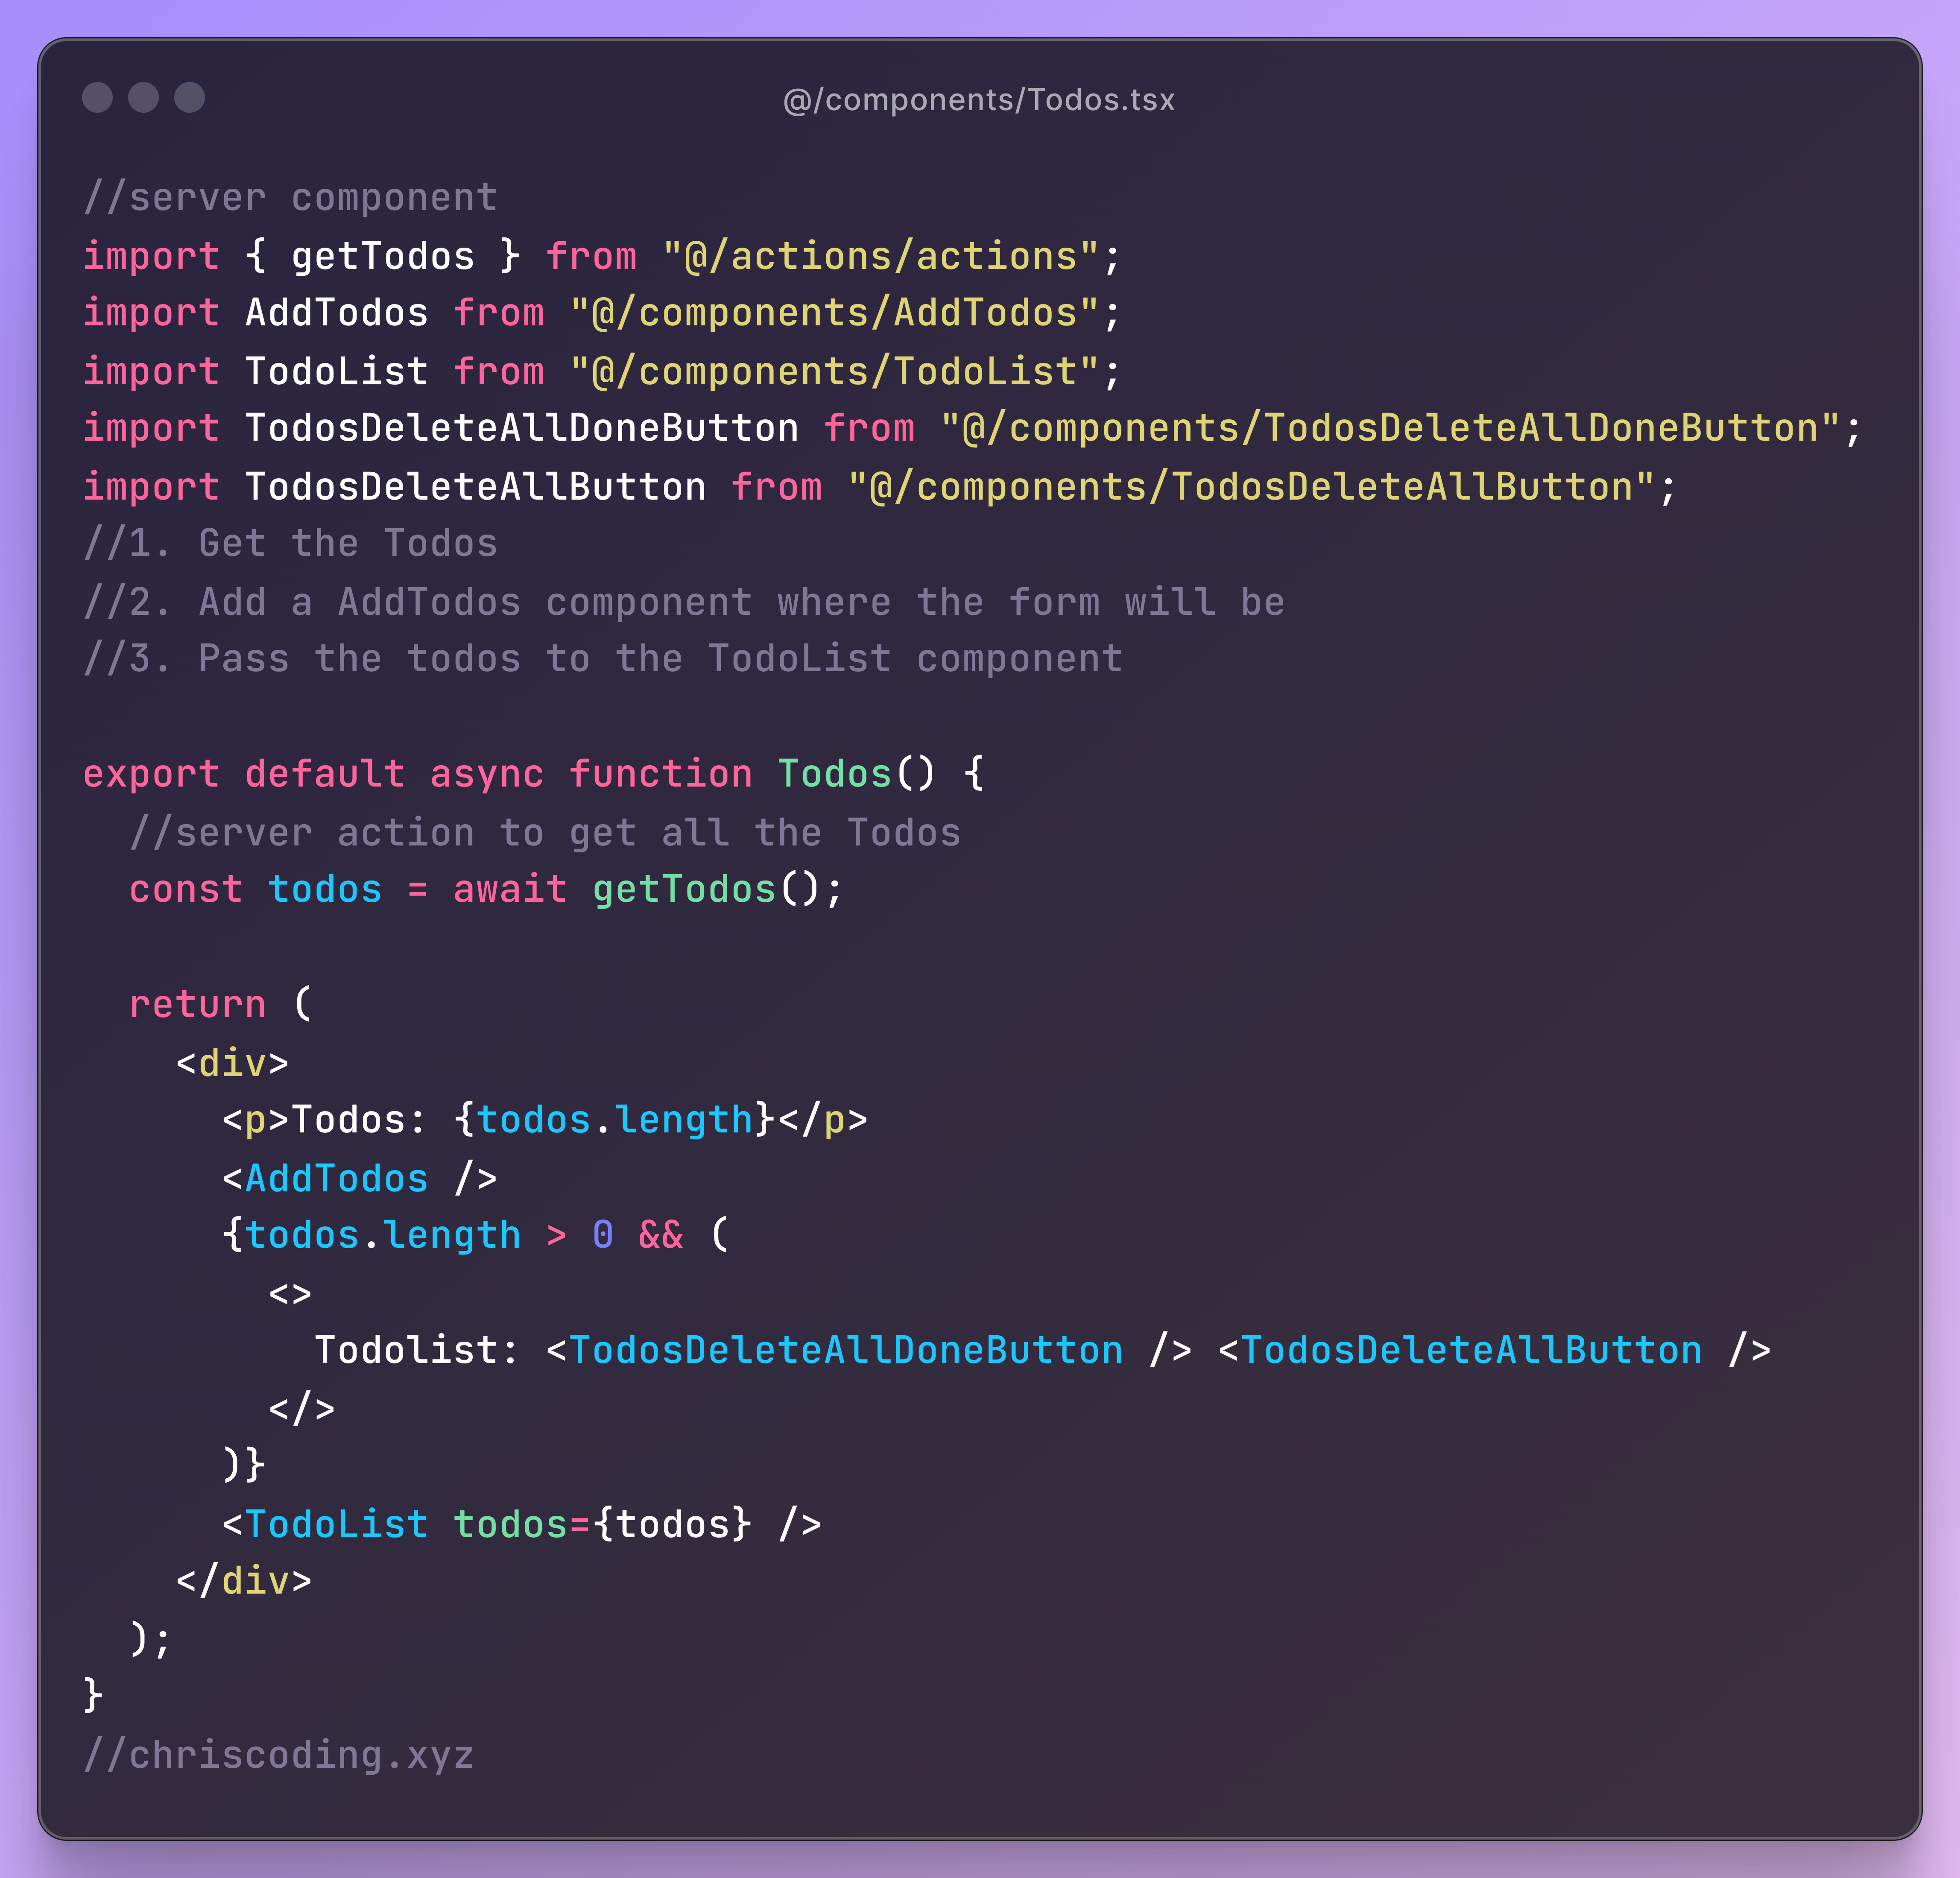 @/components/Todos.tsx
//server component
import { getTodos } from "@/actions/actions";
import AddTodos from "@/components/AddTodos";
import TodoList from "@/components/TodoList";
import TodosDeleteAllDoneButton from "@/components/TodosDeleteAllDoneButton";
import TodosDeleteAllButton from "@/components/TodosDeleteAllButton";
//1. Get the Todos
//2. Add a AddTodos component where the form will be
//3. Pass the todos to the TodoList component

export default async function Todos() {
  //server action to get all the Todos
  const todos = await getTodos();

  return (
    <div>
      <p>Todos: {todos.length}</p>
      <AddTodos />
      {todos.length > 0 && (
        <>
          Todolist: <TodosDeleteAllDoneButton /> <TodosDeleteAllButton />
        </>
      )}
      <TodoList todos={todos} />
    </div>
  );
}
//chriscoding.xyz